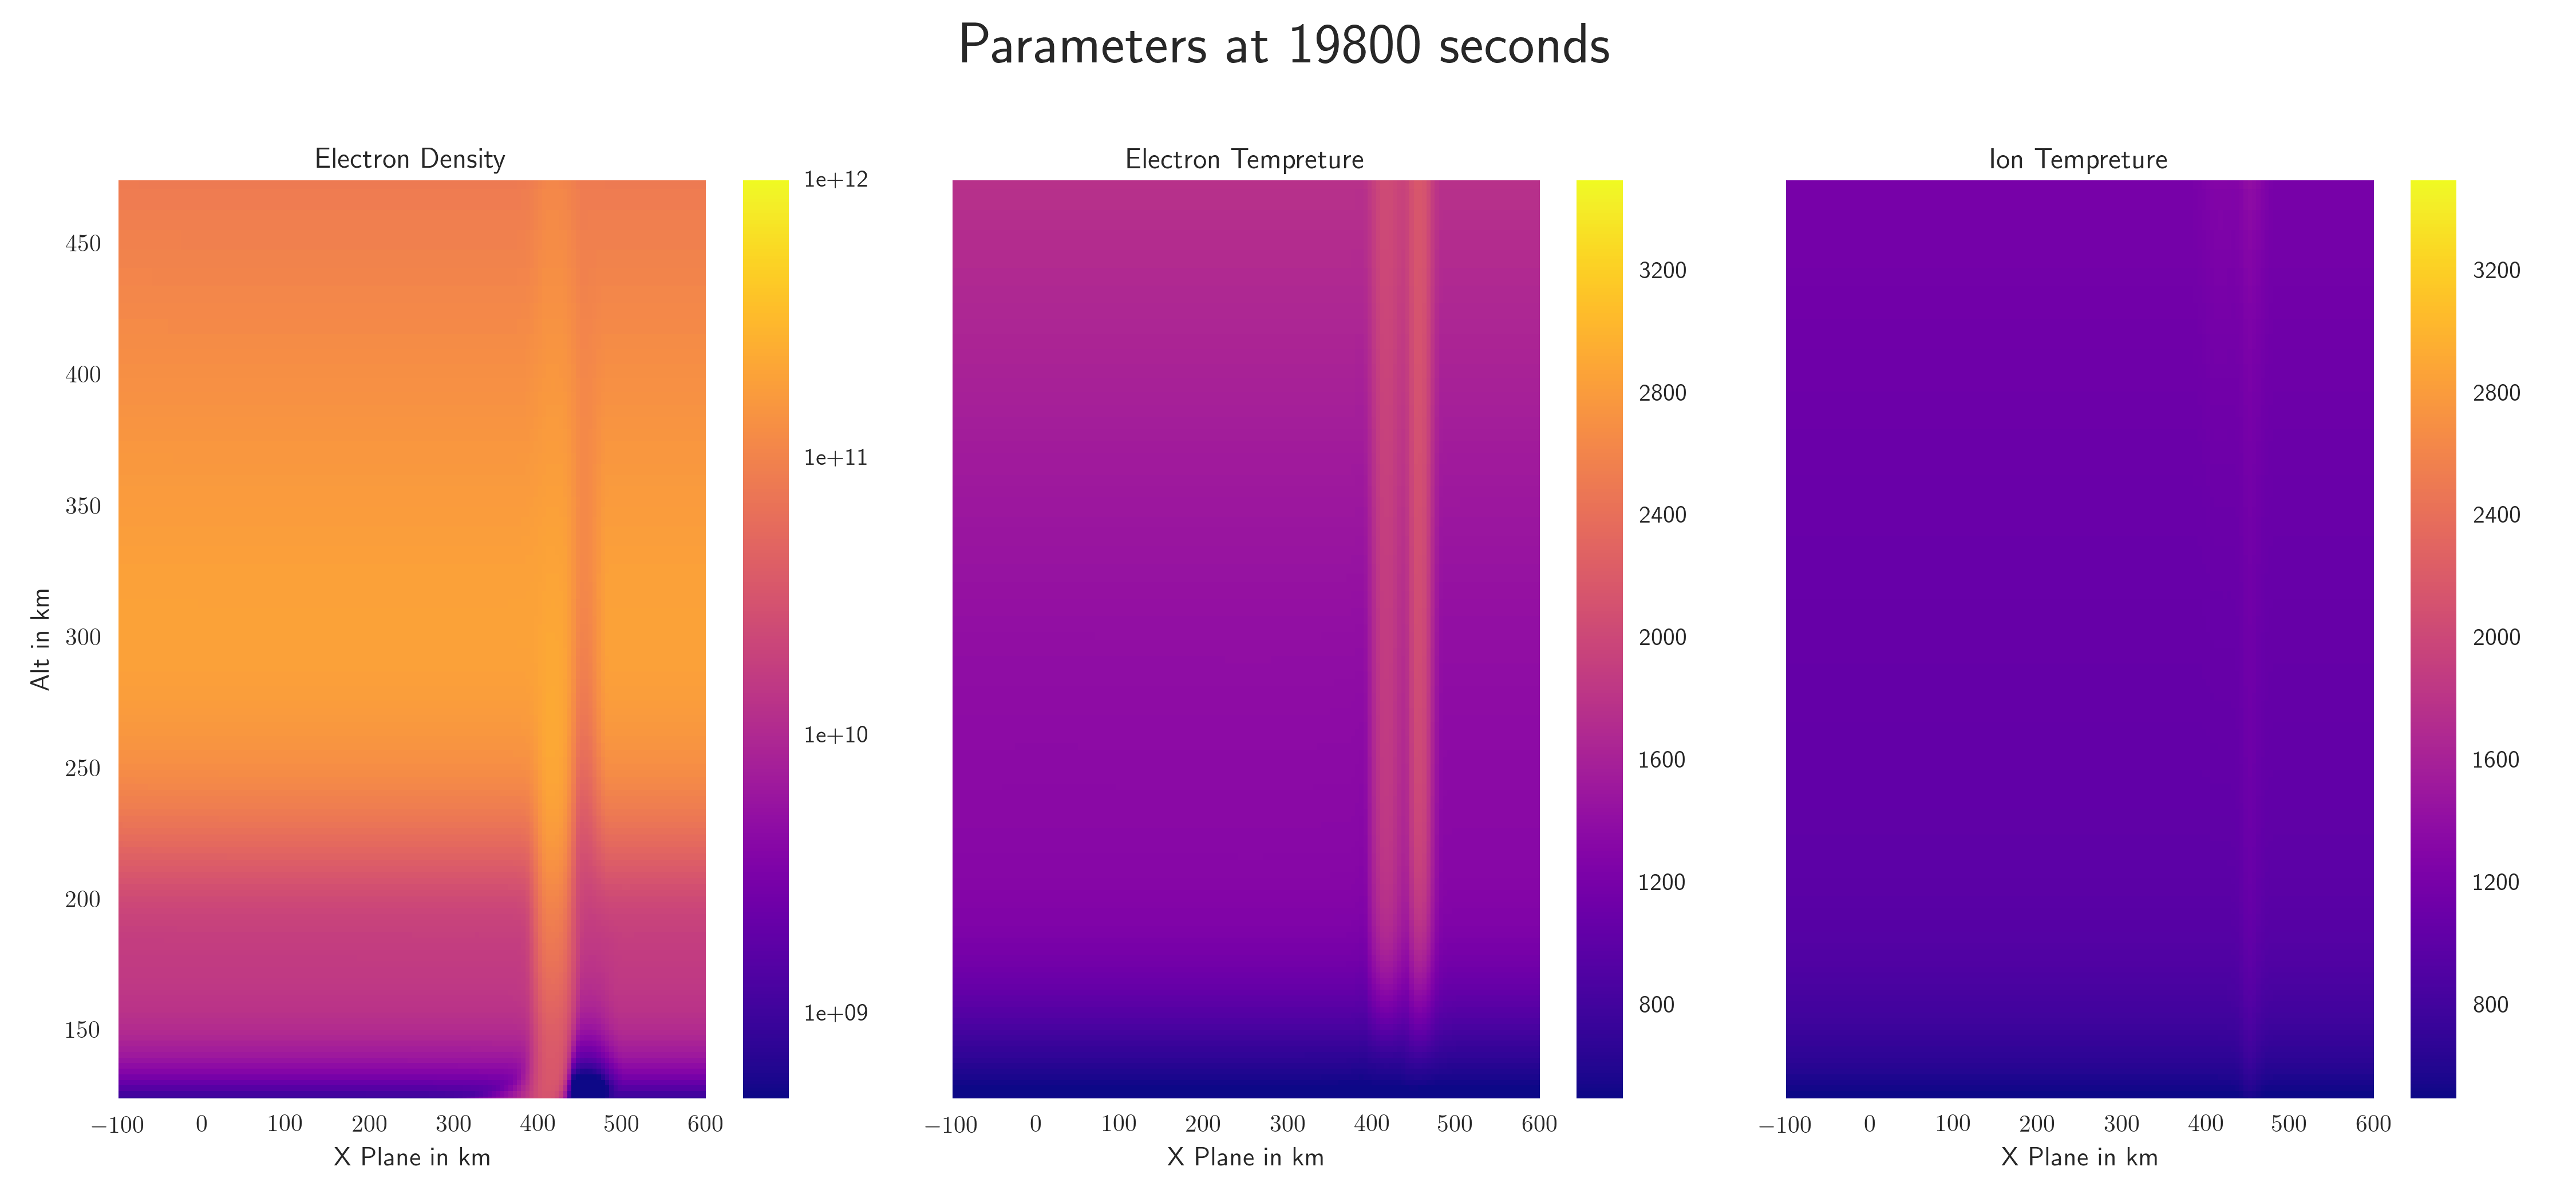 Parameters at 19800 seconds
Electron Density
Alt in km
450
400
350
300
250
200
150
−100 0 100 200 300 400 500 600
X Plane in km
1e+12
1e+11
1e+10
1e+09
Electron Tempreture
−100 0 100 200 300 400 500 600
X Plane in km
3200
2800
2400
2000
1600
1200
800
Ion Tempreture
−100 0 100 200 300 400 500 600
X Plane in km
3200
2800
2400
2000
1600
1200
800